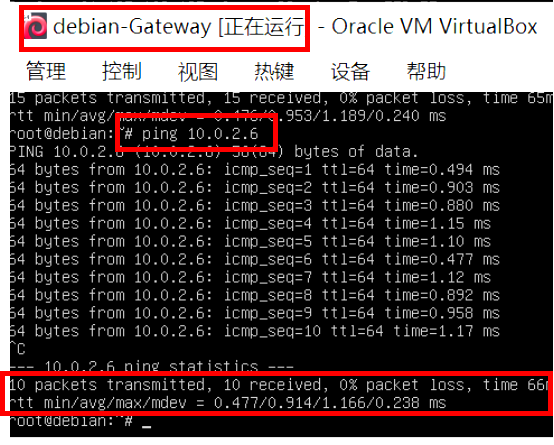 debian-Gateway [正在运行] - Oracle VM VirtualBox
管理 控制 视图 热键 设备 帮助
15 packets transmitted, 15 received, 0% packet loss, time 65m
rtt min/avg/max/mdev = 0.476/0.953/1.189/0.240 ms
root@debian:~# ping 10.0.2.6
PING 10.0.2.6 (10.0.2.6) 56(84) bytes of data.
64 bytes from 10.0.2.6: icmp_seq=1 ttl=64 time=0.494 ms
64 bytes from 10.0.2.6: icmp_seq=2 ttl=64 time=0.903 ms
64 bytes from 10.0.2.6: icmp_seq=3 ttl=64 time=0.880 ms
64 bytes from 10.0.2.6: icmp_seq=4 ttl=64 time=1.15 ms
64 bytes from 10.0.2.6: icmp_seq=5 ttl=64 time=1.10 ms
64 bytes from 10.0.2.6: icmp_seq=6 ttl=64 time=0.477 ms
64 bytes from 10.0.2.6: icmp_seq=7 ttl=64 time=1.12 ms
64 bytes from 10.0.2.6: icmp_seq=8 ttl=64 time=0.892 ms
64 bytes from 10.0.2.6: icmp_seq=9 ttl=64 time=0.958 ms
64 bytes from 10.0.2.6: icmp_seq=10 ttl=64 time=1.17 ms
^C
--- 10.0.2.6 ping statistics ---
10 packets transmitted, 10 received, 0% packet loss, time 66m
rtt min/avg/max/mdev = 0.477/0.914/1.166/0.238 ms
root@debian:~# _